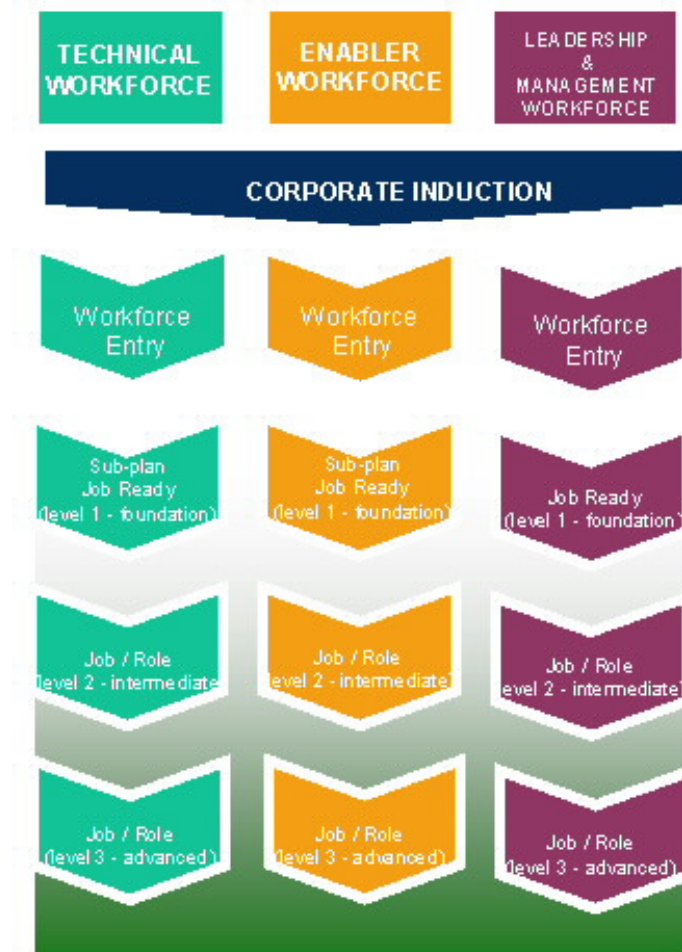 TECHNICAL
WORKFORCE
ENABLER
WORKFORCE
LEADERSHIP
&
MANAGEMENT
WORKFORCE
CORPORATE INDUCTION
Workforce
Entry
Workforce
Entry
Workforce
Entry
Sub-plan
Job Ready
(level 1 - foundation)
Sub-plan
Job Ready
(level 1 - foundation)
Job Ready
(level 1 - foundation)
Job / Role
(level 2 - intermediate
Job / Role
level 2 - intermediate)
Job / Role
evel 2 - intermediate)
Job / Role
(level 3 - advanced)
Job / Role
(level 3 - advanced)
Job / Role
(level 3 - advanced)